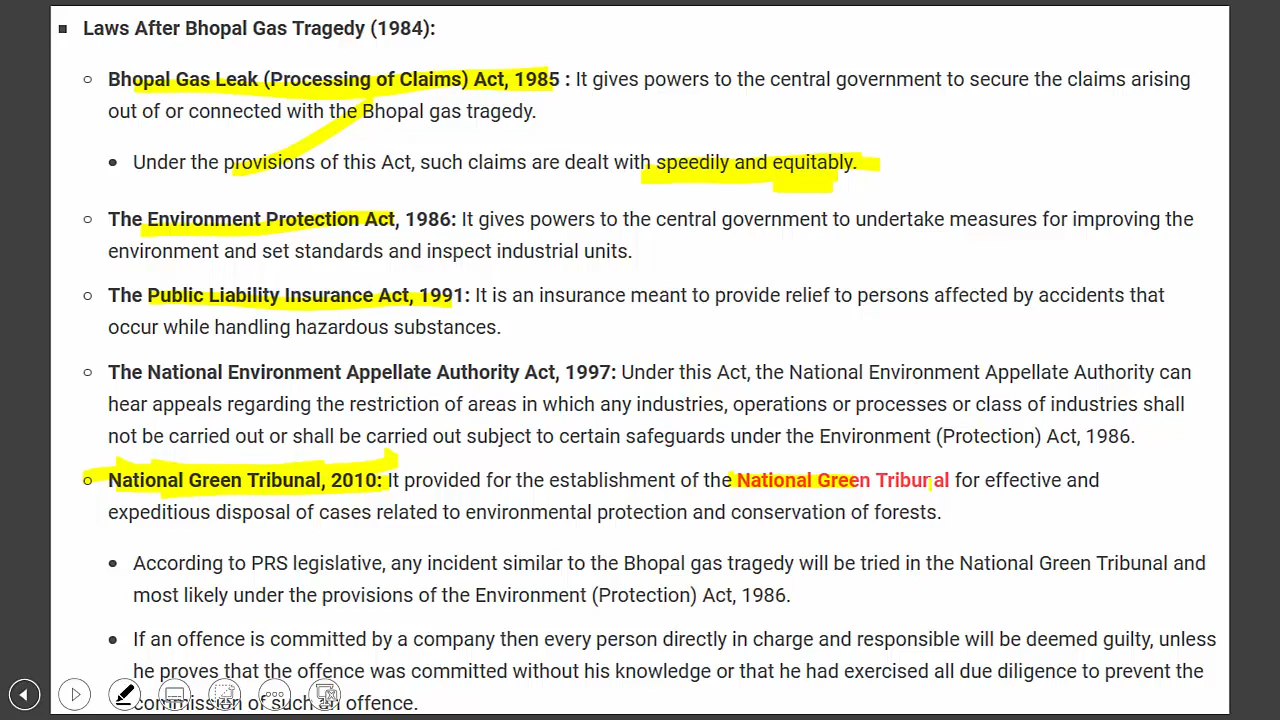 Laws After Bhopal Gas Tragedy (1984):
Bhopal Gas Leak (Processing of Claims) Act, 1985 : It gives powers to the central government to secure the claims arising
out of or connected with the Bhopal gas tragedy.
Under the provisions of this Act, such claims are dealt with speedily and equitably.
The Environment Protection Act, 1986: It gives powers to the central government to undertake measures for improving the
environment and set standards and inspect industrial units.
The Public Liability Insurance Act, 1991: It is an insurance meant to provide relief to persons affected by accidents that
occur while handling hazardous substances.
The National Environment Appellate Authority Act, 1997: Under this Act, the National Environment Appellate Authority can
hear appeals regarding the restriction of areas in which any industries, operations or processes or class of industries shall
not be carried out or shall be carried out subject to certain safeguards under the Environment (Protection) Act, 1986.
National Green Tribunal, 2010: It provided for the establishment of the National Green Tribunal for effective and
expeditious disposal of cases related to environmental protection and conservation of forests.
According to PRS legislative, any incident similar to the Bhopal gas tragedy will be tried in the National Green Tribunal and
most likely under the provisions of the Environment (Protection) Act, 1986.
If an offence is committed by a company then every person directly in charge and responsible will be deemed guilty, unless
he proves that the offence was committed without his knowledge or that he had exercised all due diligence to prevent the
commission of such an offence.